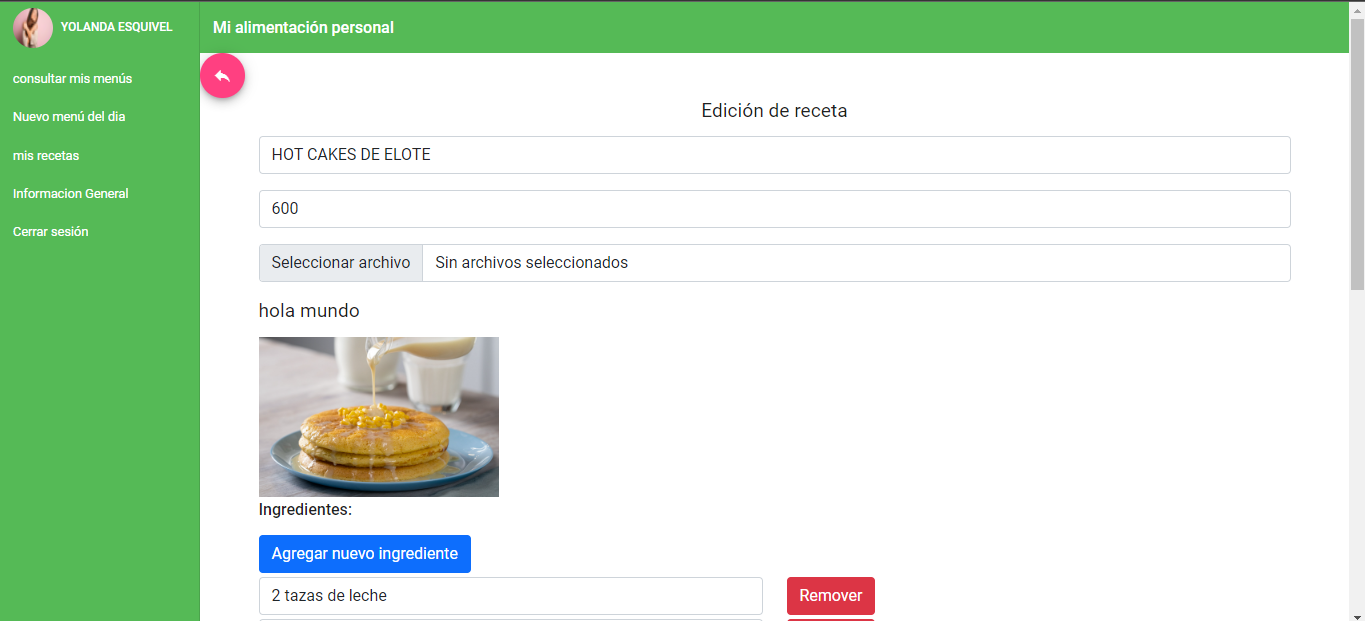 YOLANDA ESQUIVEL
Mi alimentación personal
consultar mis menús
Nuevo menú del dia
mis recetas
Informacion General
Cerrar sesión
Edición de receta
HOT CAKES DE ELOTE
600
Seleccionar archivo Sin archivos seleccionados
hola mundo
Ingredientes:
Agregar nuevo ingrediente
2 tazas de leche Remover